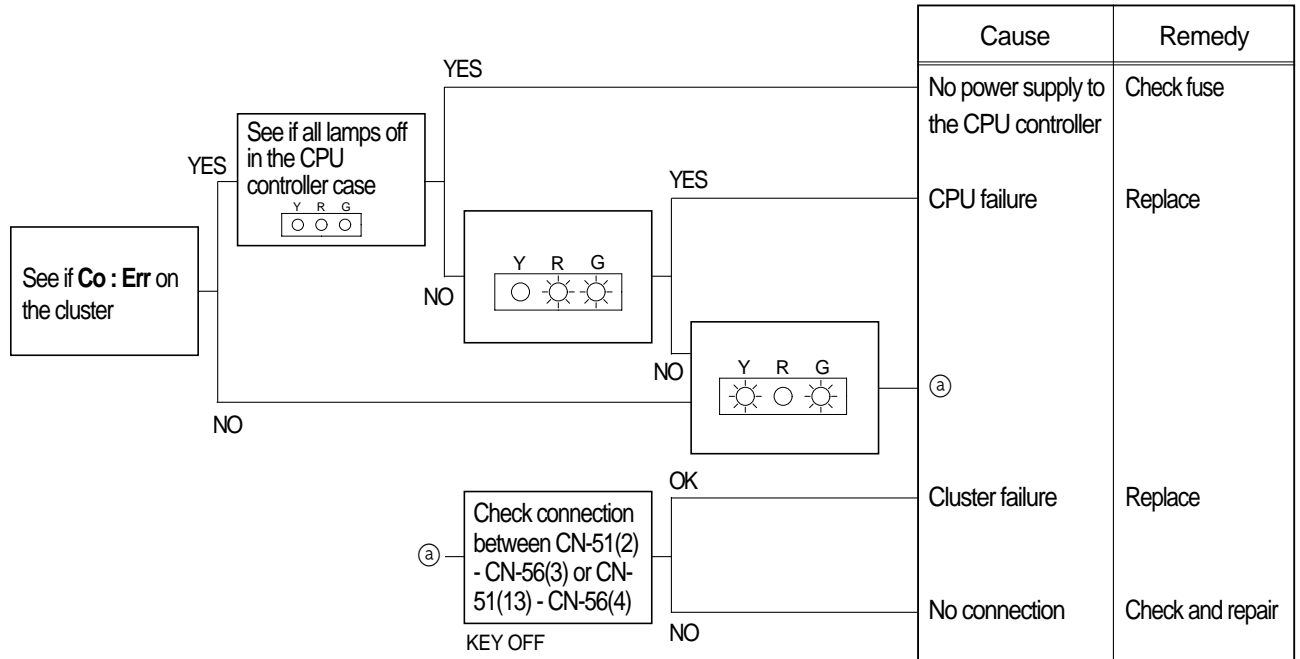 Cause Remedy
YES
No power supply to Check fuse
the CPU controller
See if all lamps off
in the CPU
controller case
Y R G
YES
YES
CPU failure Replace
See if Co : Err on
the cluster
Y R G
NO
NO
Y R G
ⓐ
NO
OK
Cluster failure Replace
Check connection
between CN-51(2)
- CN-56(3) or CN-
51(13) - CN-56(4)
ⓐ
No connection Check and repair
NO
KEY OFF